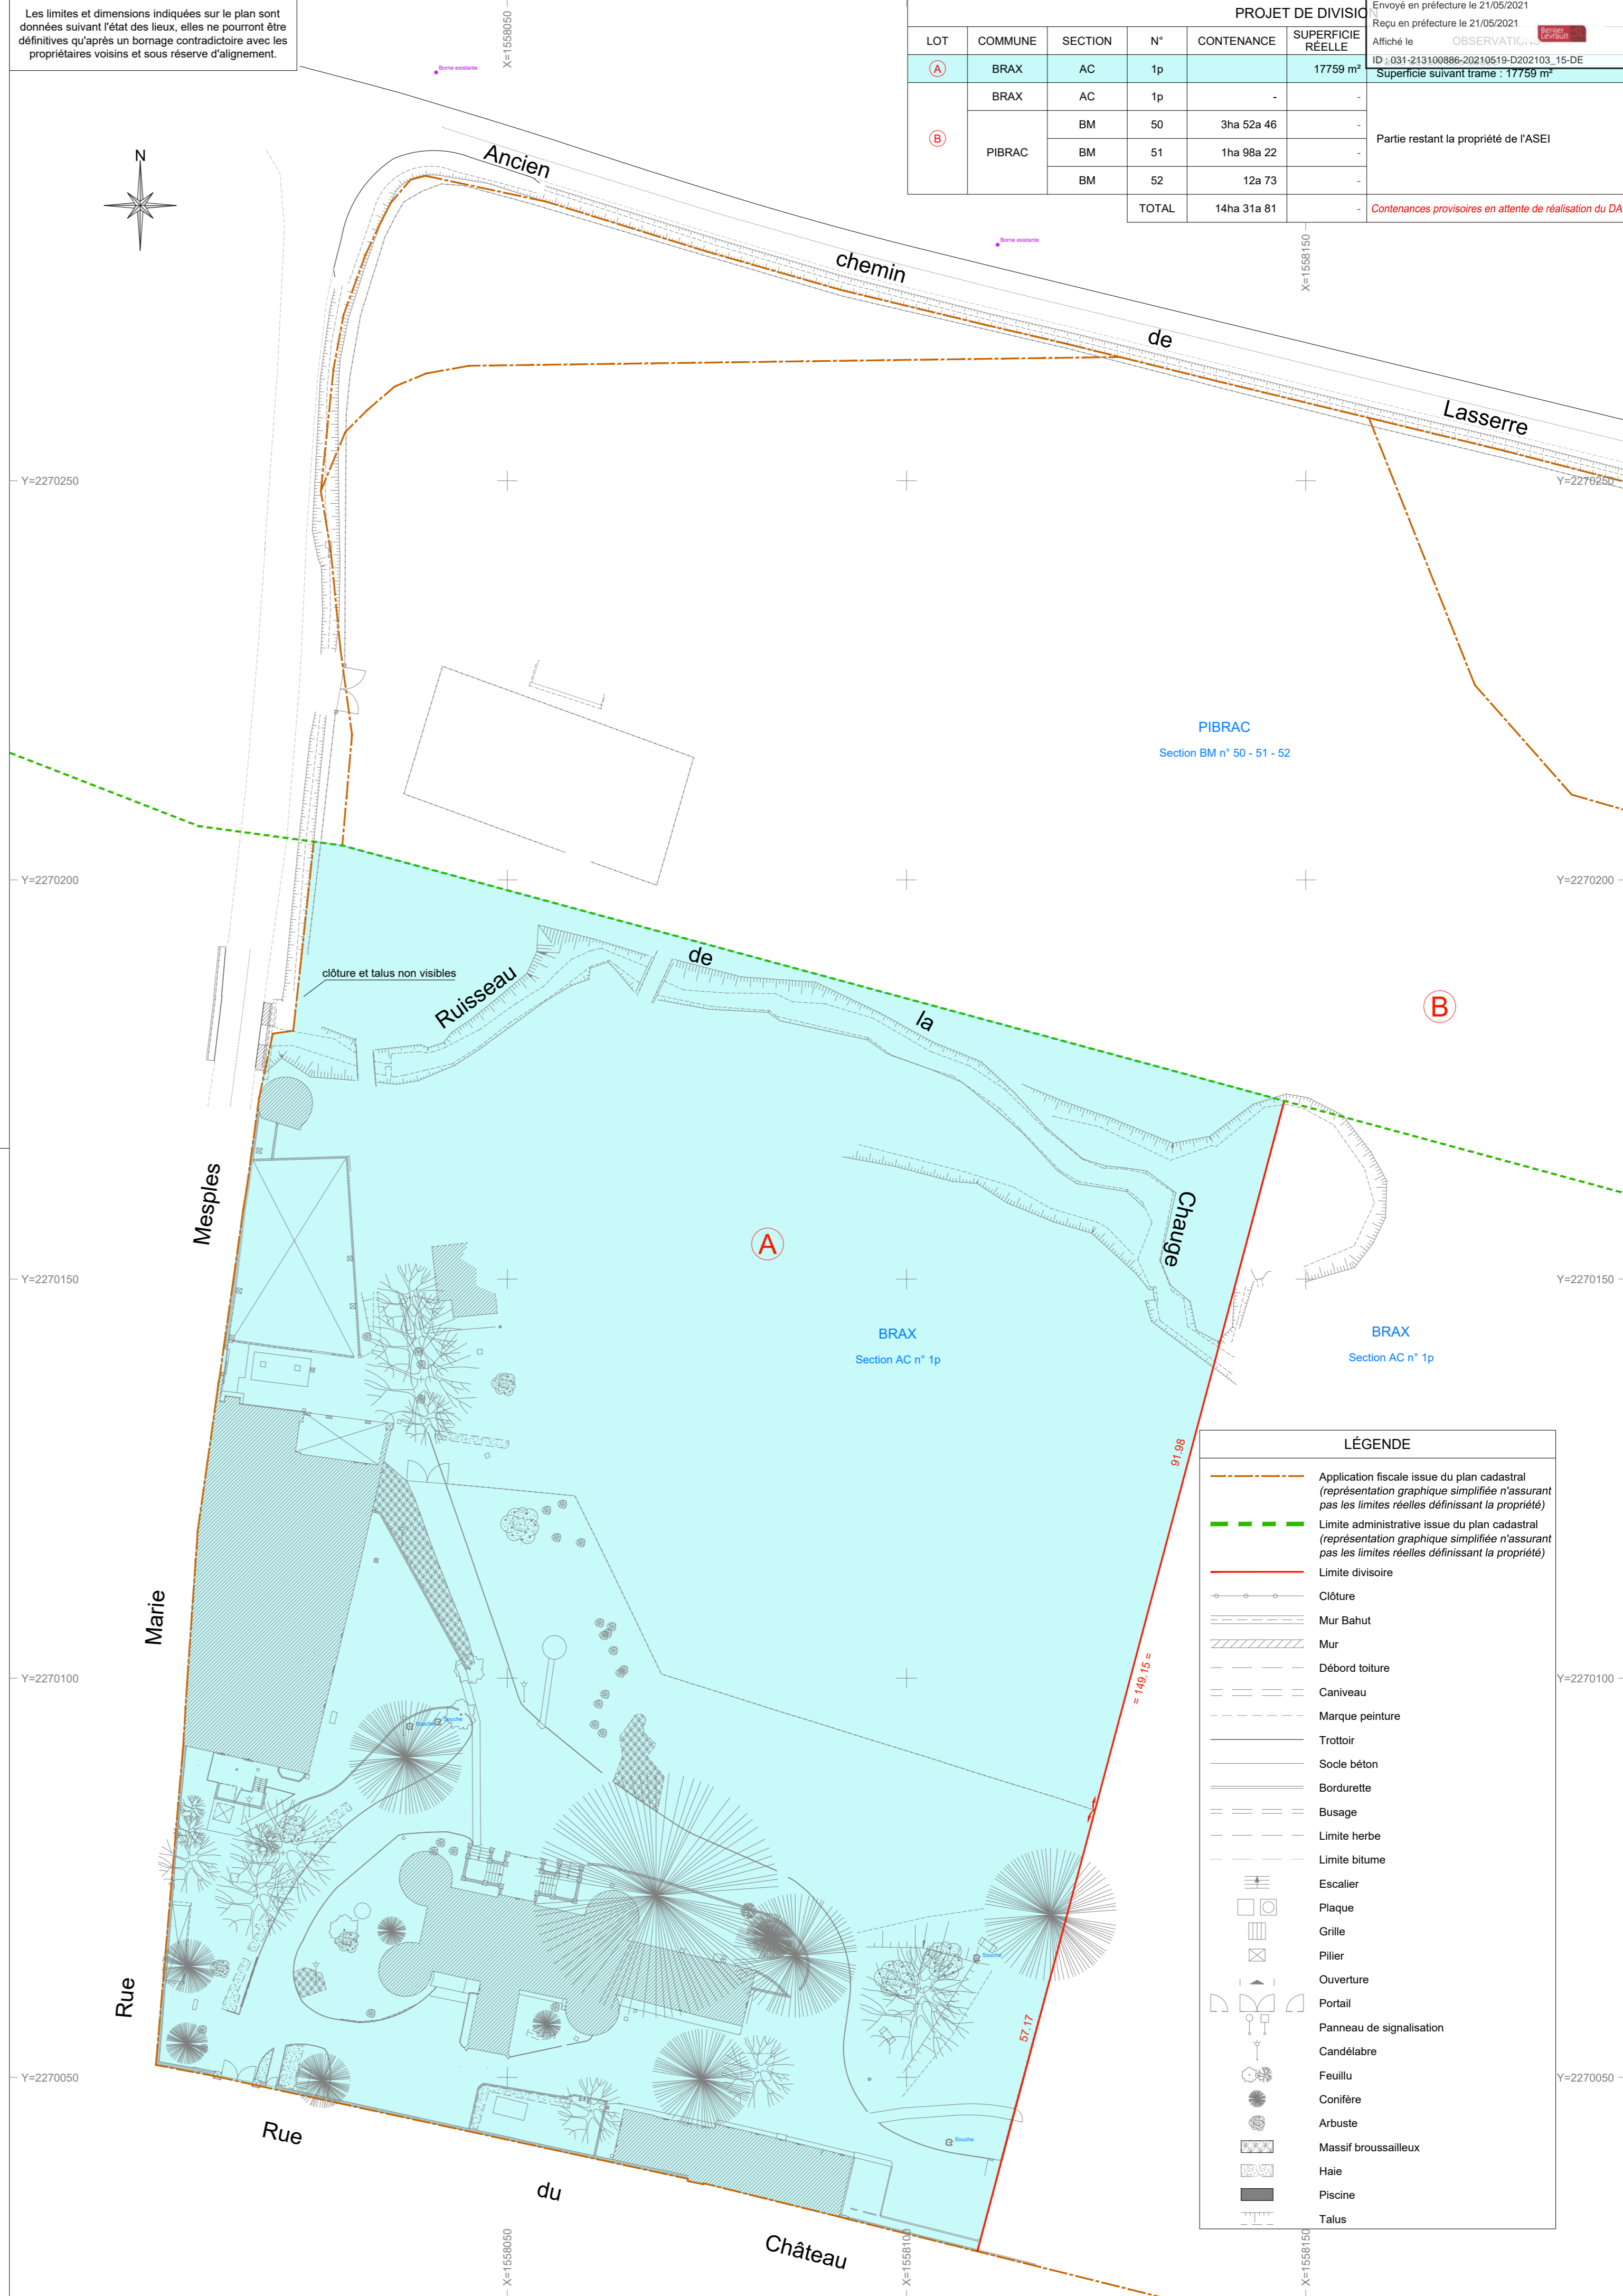 Les limites et dimensions indiquées sur le plan sont
données suivant l'état des lieux, elles ne pourront être
définitives qu'après un bornage contradictoire avec les
propriétaires voisins et sous réserve d'alignement.
X=1558050
PROJET DE DIVISION
Envoyé en préfecture le 21/05/2021
Reçu en préfecture le 21/05/2021
Affiché le
Berger Levrault
ID : 031-213100886-20210519-D202103_15-DE
LOT COMMUNE SECTION N° CONTENANCE SUPERFICIE RÉELLE OBSERVATIONS
A BRAX AC 1p 17759 m² Superficie suivant trame : 17759 m²
B BRAX AC 1p - -
PIBRAC BM 50 3ha 52a 46 -
BM 51 1ha 98a 22 -
BM 52 12a 73 -
Partie restant la propriété de l'ASEI
TOTAL 14ha 31a 81 - Contenances provisoires en attente de réalisation du DA
Borne existante
N
Ancien
Borne existante
chemin
X=1558150
de
Lasserre
Y=2270250
Y=2270250
PIBRAC
Section BM n° 50 - 51 - 52
Y=2270200
Y=2270200
clôture et talus non visibles
Ruisseau
de
la
Chauge
B
Mesples
A
Y=2270150
Y=2270150
BRAX
Section AC n° 1p
BRAX
Section AC n° 1p
91.98
= 149.15 =
57.17
Marie
Y=2270100
Y=2270100
Souche
Souche
Souche
Souche
Rue
Y=2270050
Y=2270050
Rue
du
Château
X=1558050
X=1558100
X=1558150
LÉGENDE
Application fiscale issue du plan cadastral
(représentation graphique simplifiée n'assurant
pas les limites réelles définissant la propriété)
Limite administrative issue du plan cadastral
(représentation graphique simplifiée n'assurant
pas les limites réelles définissant la propriété)
Limite divisoire
Clôture
Mur Bahut
Mur
Débord toiture
Caniveau
Marque peinture
Trottoir
Socle béton
Bordurette
Busage
Limite herbe
Limite bitume
Escalier
Plaque
Grille
Pilier
Ouverture
Portail
Panneau de signalisation
Candélabre
Feuillu
Conifère
Arbuste
Massif broussailleux
Haie
Piscine
Talus